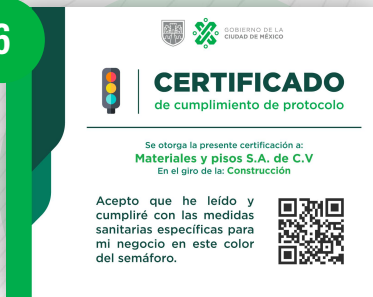 6
GOBIERNO DE LA
CIUDAD DE MÉXICO
CERTIFICADO
de cumplimiento de protocolo
Se otorga la presente certificación a:
Materiales y pisos S.A. de C.V
En el giro de la: Construcción
Acepto que he leído y
cumpliré con las medidas
sanitarias específicas para
mi negocio en este color
del semáforo.